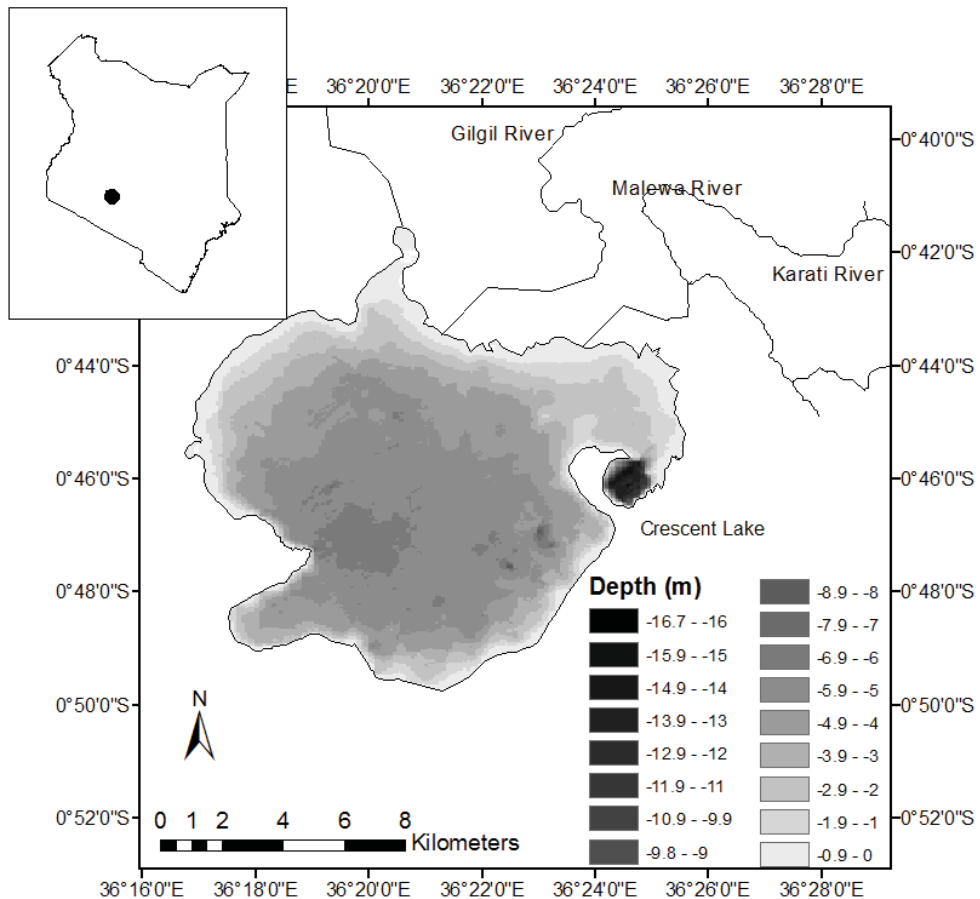 0'0"E 36°20'0"E 36°22'0"E 36°24'0"E 36°26'0"E 36°28'0"E
Gilgil River
Malewa River
Karati River
0°40'0"S
0°42'0"S
0°44'0"S 0°44'0"S
0°46'0"S 0°46'0"S
Crescent Lake
0°48'0"S 0°48'0"S
0°50'0"S 0°50'0"S
0°52'0"S 0°52'0"S
Depth (m)
-16.7 - -16
-15.9 - -15
-14.9 - -14
-13.9 - -13
-12.9 - -12
-11.9 - -11
-10.9 - -9.9
-9.8 - -9
-8.9 - -8
-7.9 - -7
-6.9 - -6
-5.9 - -5
-4.9 - -4
-3.9 - -3
-2.9 - -2
-1.9 - -1
-0.9 - 0
N
0 1 2 4 6 8
Kilometers
36°16'0"E 36°18'0"E 36°20'0"E 36°22'0"E 36°24'0"E 36°26'0"E 36°28'0"E